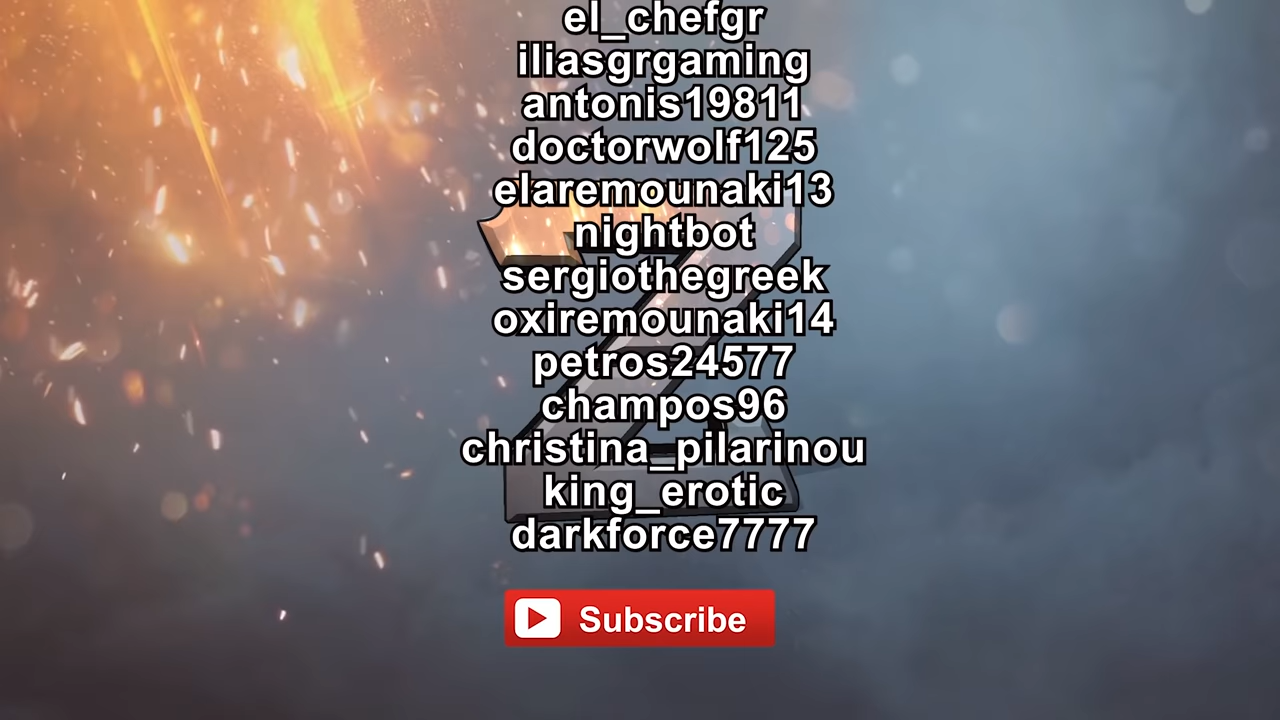 el_chefgr
iliasgrgaming
antonis19811
doctorwolf125
elaremounaki13
nightbot
sergiothegreek
oxiremounaki14
petros24577
champos96
christina_pilarinou
king_erotic
darkforce7777
Subscribe